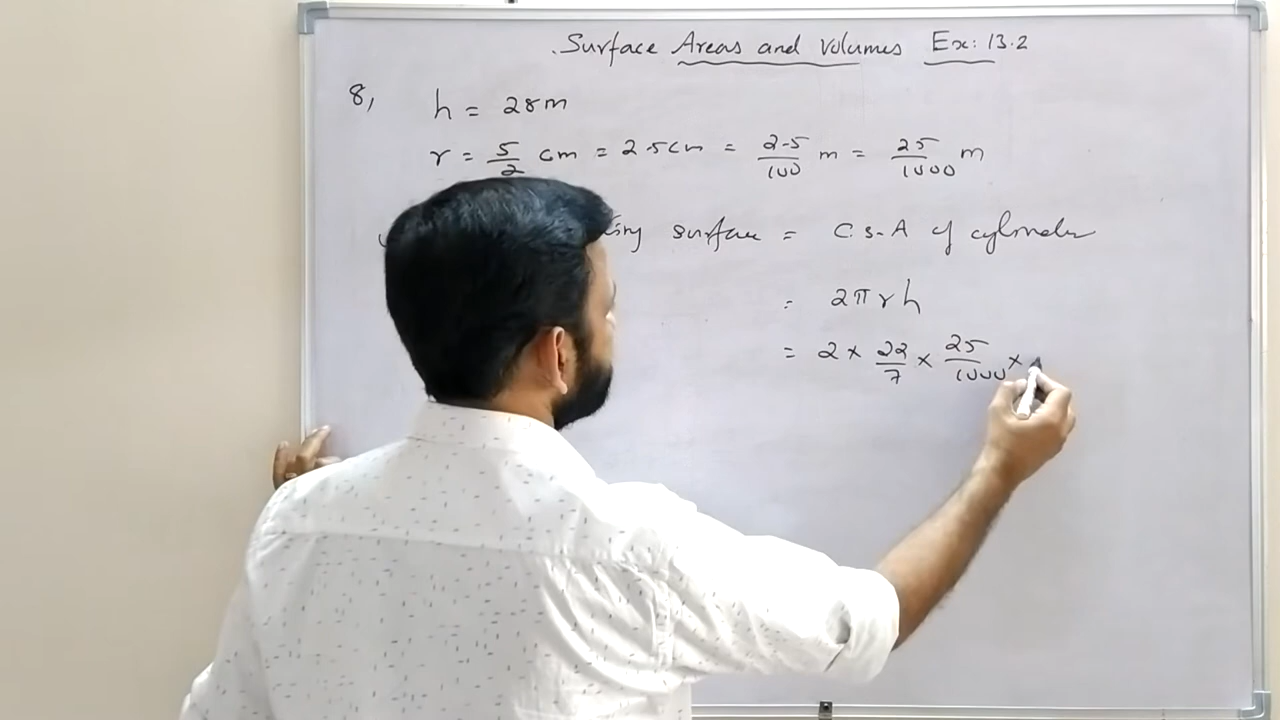 Surface Areas and volumes Ex: 13.2
8, h = 28m
r = 5/2 cm = 2.5cm = 2.5/100 m = 25/1000 m
surface = C.S.A of cylinder
= 2πrh
= 2 × 22/7 × 25/1000 ×